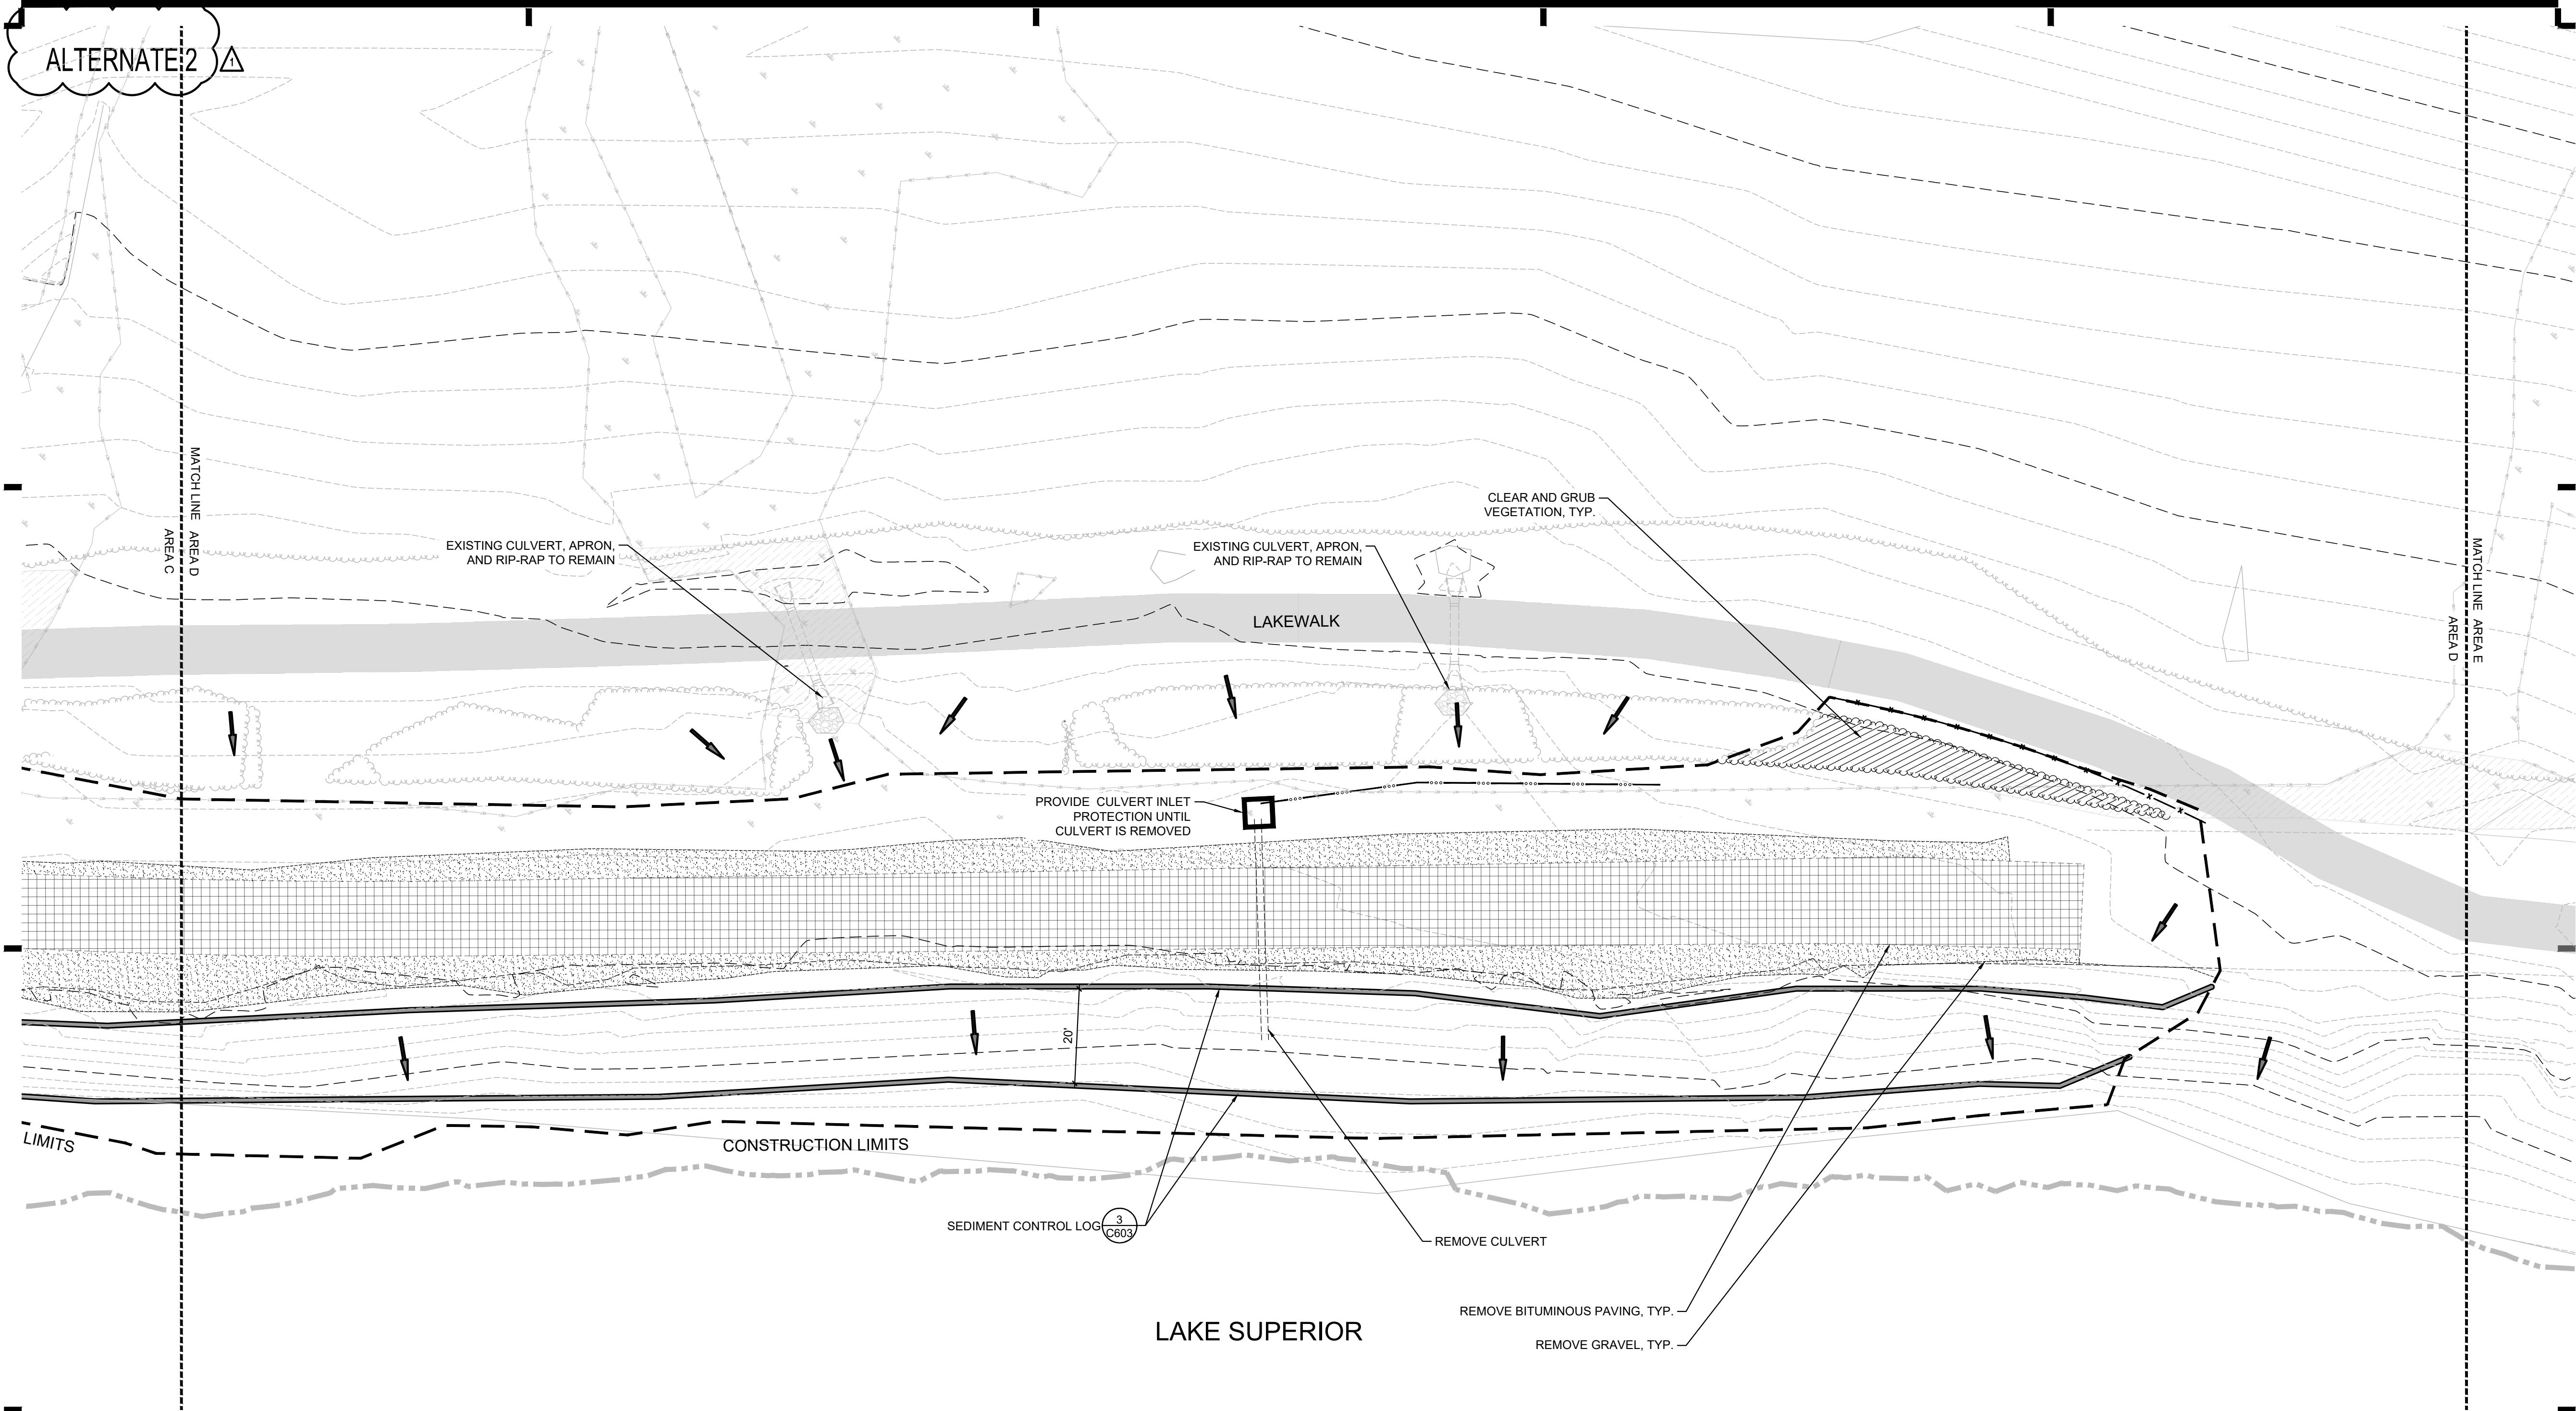 ALTERNATE 2
1
MATCH LINE AREA D
AREA C
EXISTING CULVERT, APRON,
AND RIP-RAP TO REMAIN
EXISTING CULVERT, APRON,
AND RIP-RAP TO REMAIN
CLEAR AND GRUB
VEGETATION, TYP.
MATCH LINE AREA E
AREA D
LAKEWALK
PROVIDE CULVERT INLET
PROTECTION UNTIL
CULVERT IS REMOVED
20'
LIMITS
CONSTRUCTION LIMITS
SEDIMENT CONTROL LOG
3
C603
REMOVE CULVERT
REMOVE BITUMINOUS PAVING, TYP.
REMOVE GRAVEL, TYP.
LAKE SUPERIOR